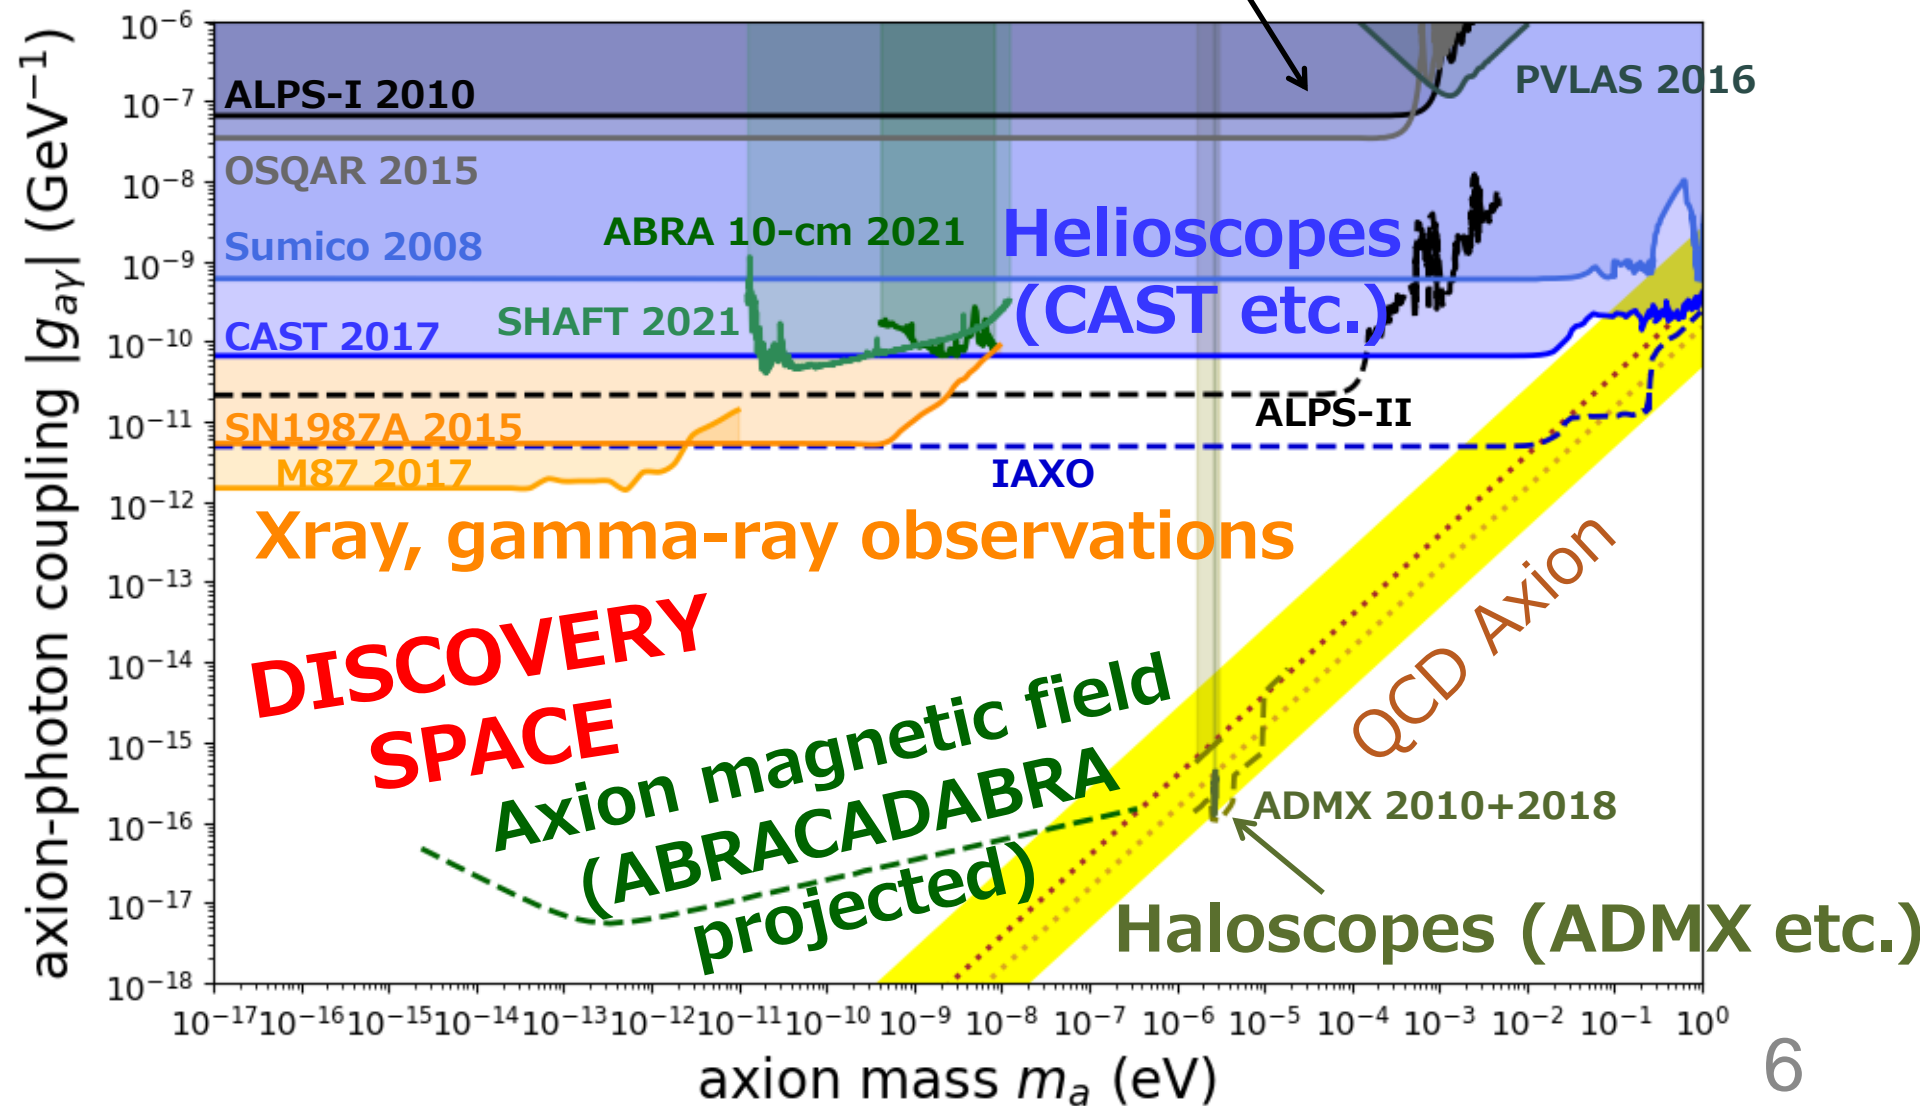 axion-photon coupling |g_{aγ}| (GeV⁻¹)
10⁻⁶
10⁻⁷
10⁻⁸
10⁻⁹
10⁻¹⁰
10⁻¹¹
10⁻¹²
10⁻¹³
10⁻¹⁴
10⁻¹⁵
10⁻¹⁶
10⁻¹⁷
10⁻¹⁸
ALPS-I 2010
PVLAS 2016
OSQAR 2015
Sumico 2008
ABRA 10-cm 2021
Helioscopes
(CAST etc.)
CAST 2017
SHAFT 2021
ALPS-II
SN1987A 2015
M87 2017
IAXO
Xray, gamma-ray observations
DISCOVERY
SPACE
QCD Axion
Axion magnetic field
(ABRACADABRA
projected)
ADMX 2010+2018
Haloscopes (ADMX etc.)
10⁻¹⁷ 10⁻¹⁶ 10⁻¹⁵ 10⁻¹⁴ 10⁻¹³ 10⁻¹² 10⁻¹¹ 10⁻¹⁰ 10⁻⁹ 10⁻⁸ 10⁻⁷ 10⁻⁶ 10⁻⁵ 10⁻⁴ 10⁻³ 10⁻² 10⁻¹ 10⁰
axion mass mₐ (eV)
6